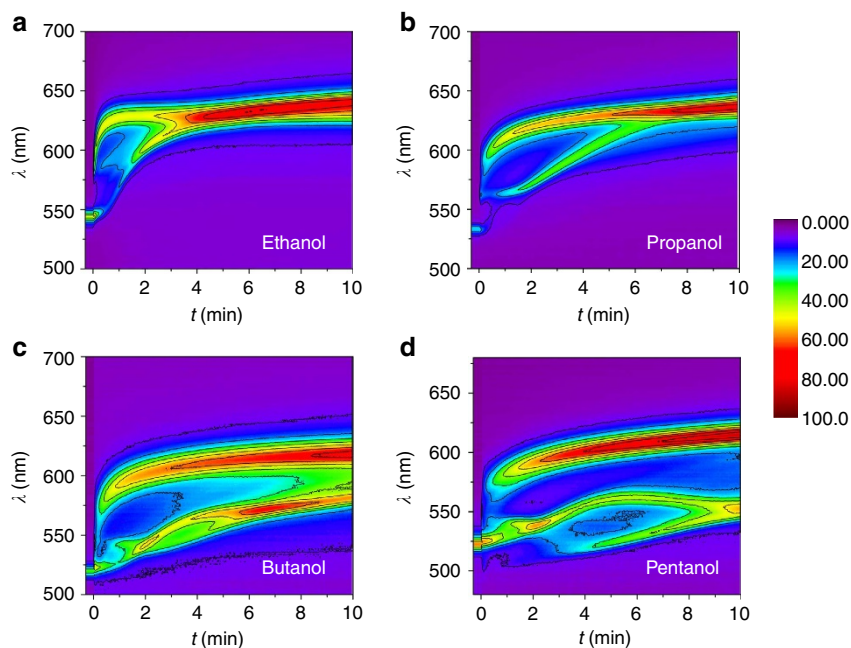 a
700
650
600
550
500
λ (nm)
Ethanol
0 2 4 6 8 10
t (min)
b
700
650
600
550
500
λ (nm)
Propanol
0 2 4 6 8 10
t (min)
0.000
20.00
40.00
60.00
80.00
100.0
c
700
650
600
550
500
λ (nm)
Butanol
0 2 4 6 8 10
t (min)
d
650
600
550
500
λ (nm)
Pentanol
0 2 4 6 8 10
t (min)